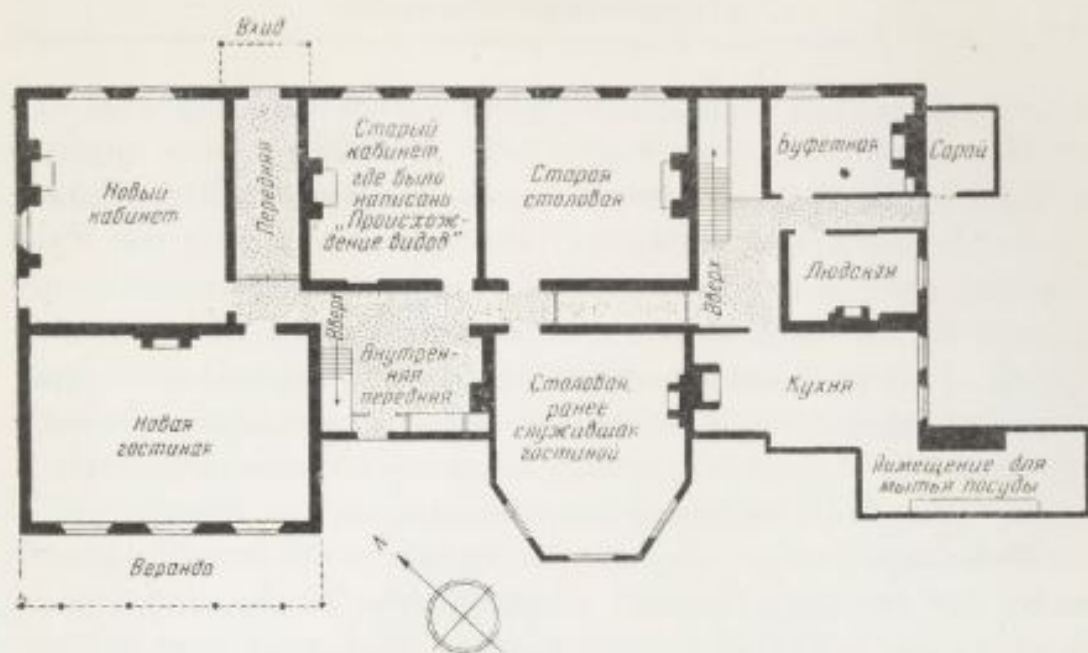 Вход
Новый
кабинет
Передняя
Старый
кабинет,
где было
написано
„Происхож-
дение видов"
Старая
столовая
Буфетная
Сарай
Людская
Вверх
Вверх
Внутрен-
няя
передняя
Новая
гостиная
Столовая,
ранее
служившая
гостиной
Кухня
Помещение для
мытья посуды
Веранда